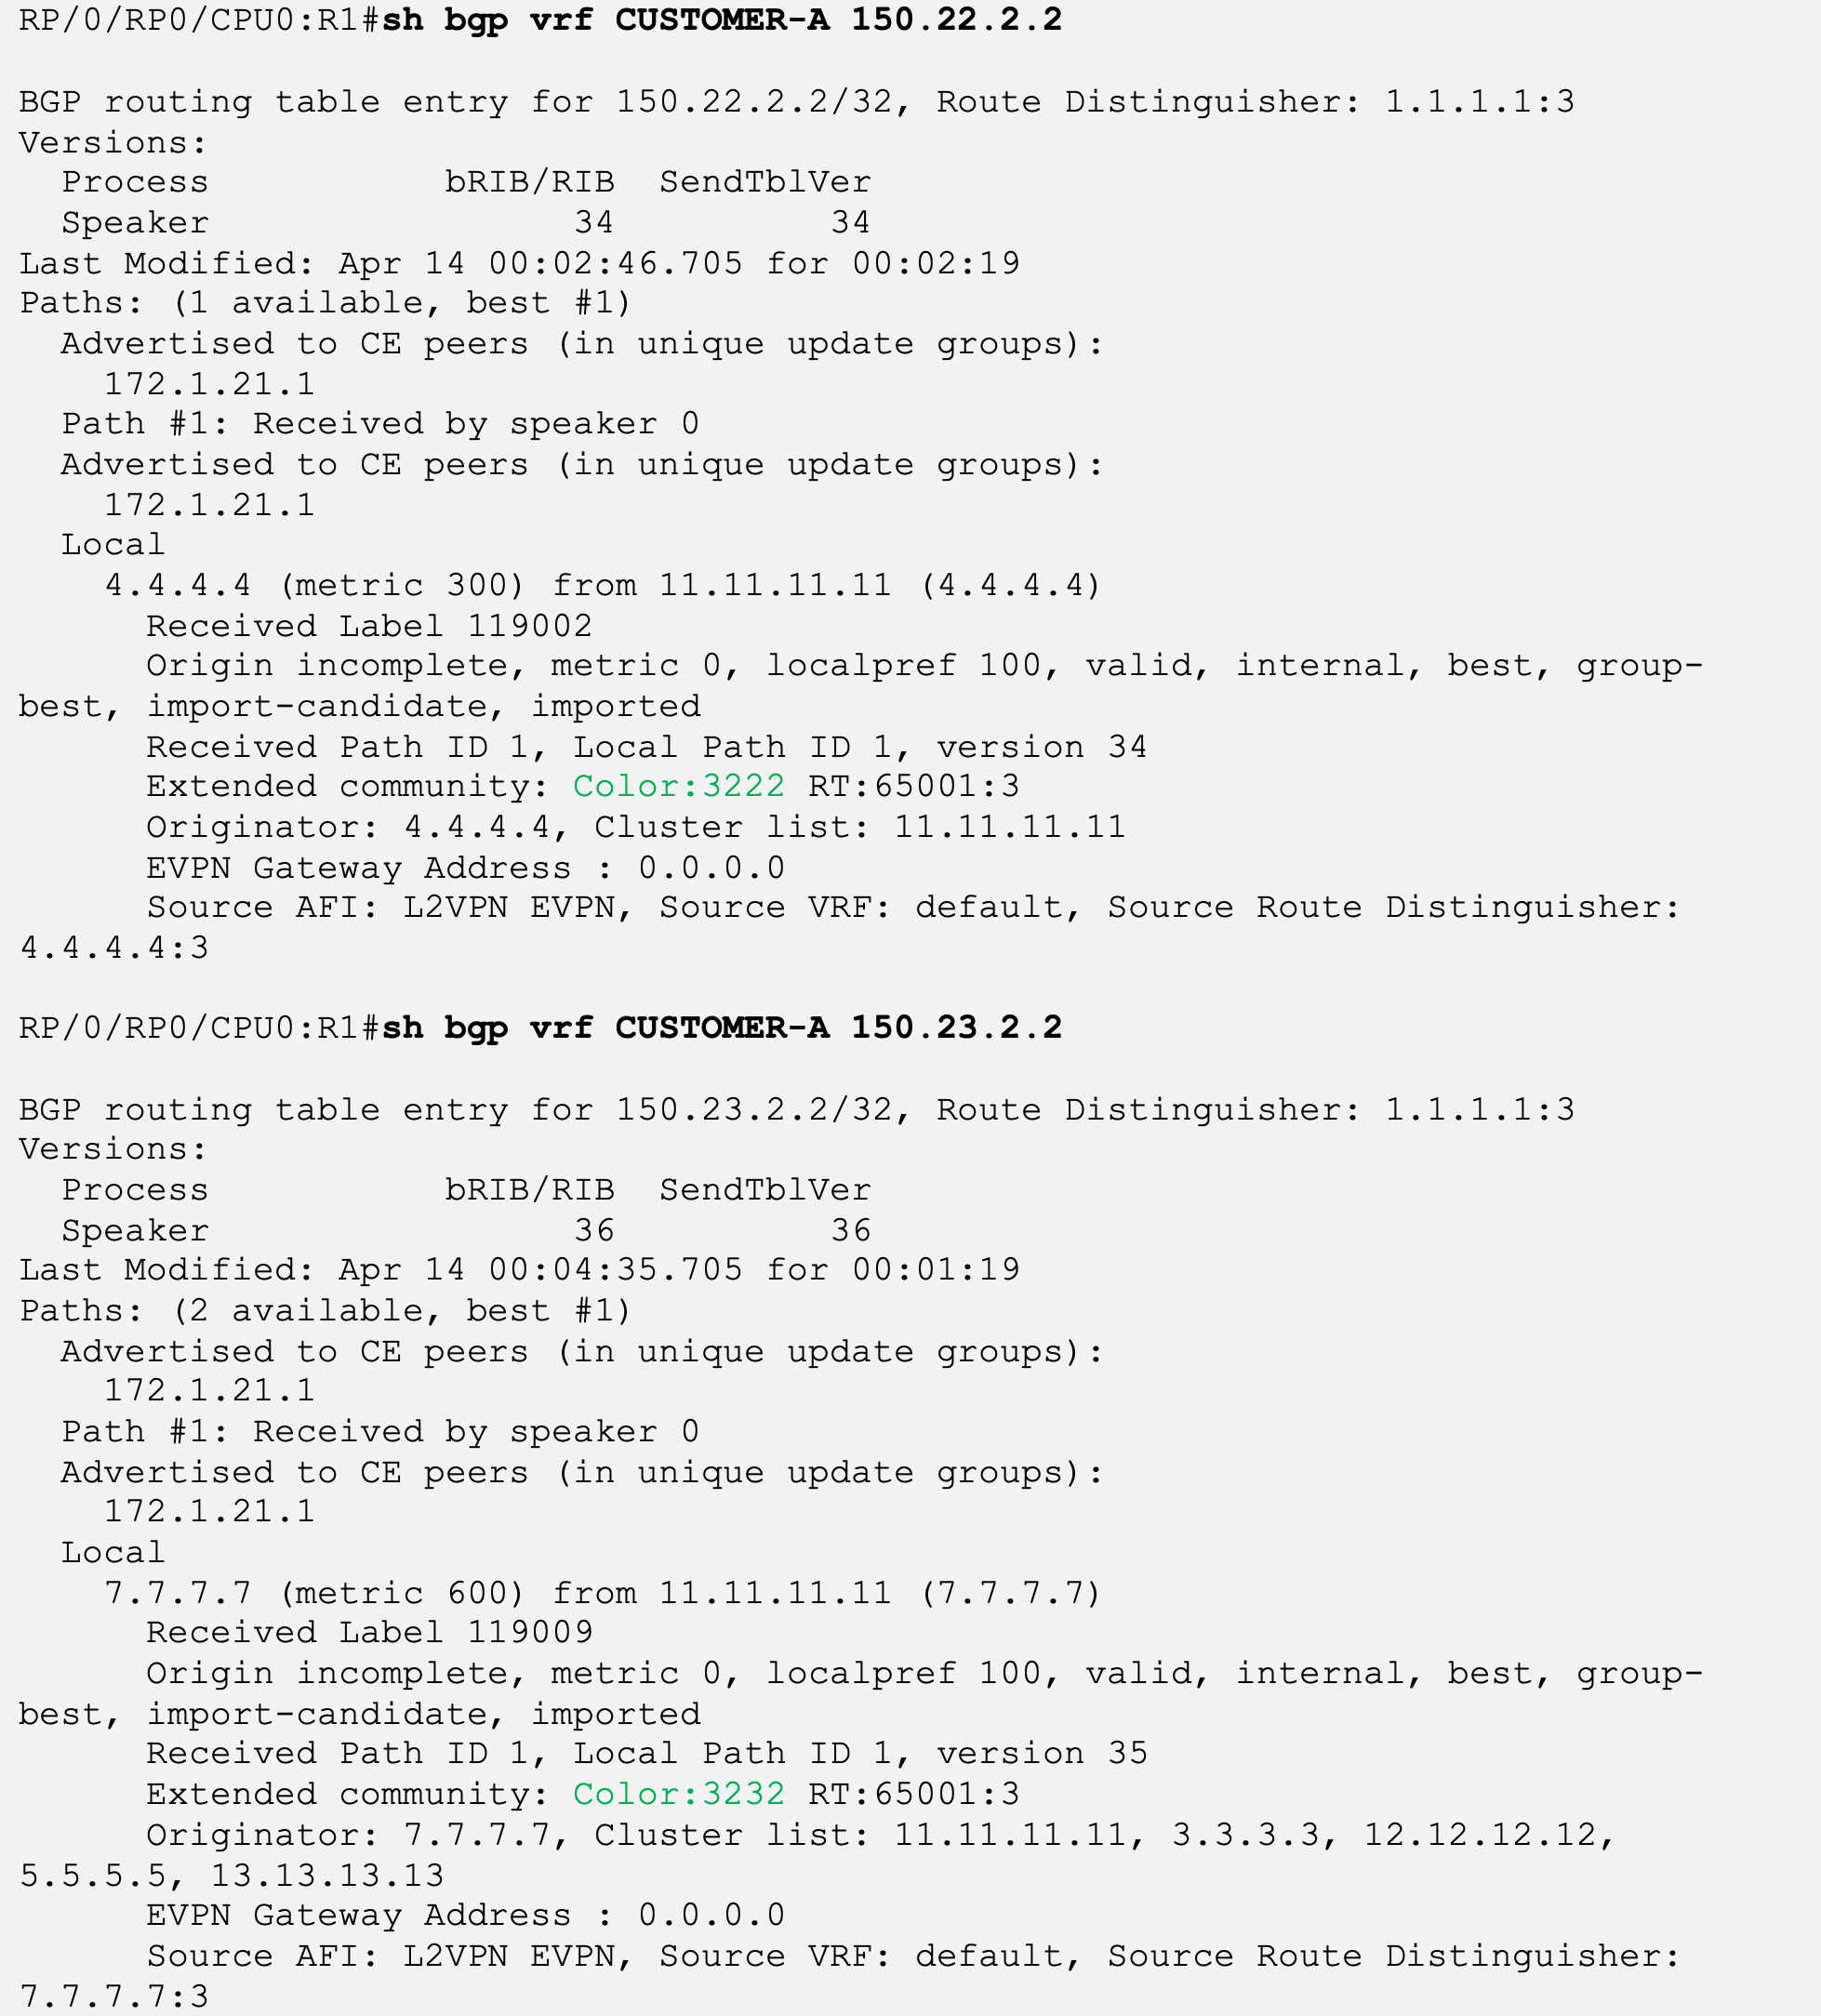 RP/0/RP0/CPU0:R1#sh bgp vrf CUSTOMER-A 150.22.2.2
BGP routing table entry for 150.22.2.2/32, Route Distinguisher: 1.1.1.1:3
Versions:
Process bRIB/RIB SendTblVer
Speaker 34 34
Last Modified: Apr 14 00:02:46.705 for 00:02:19
Paths: (1 available, best #1)
Advertised to CE peers (in unique update groups):
172.1.21.1
Path #1: Received by speaker 0
Advertised to CE peers (in unique update groups):
172.1.21.1
Local
4.4.4.4 (metric 300) from 11.11.11.11 (4.4.4.4)
Received Label 119002
Origin incomplete, metric 0, localpref 100, valid, internal, best, group-
best, import-candidate, imported
Received Path ID 1, Local Path ID 1, version 34
Extended community: Color:3222 RT:65001:3
Originator: 4.4.4.4, Cluster list: 11.11.11.11
EVPN Gateway Address : 0.0.0.0
Source AFI: L2VPN EVPN, Source VRF: default, Source Route Distinguisher:
4.4.4.4:3
RP/0/RP0/CPU0:R1#sh bgp vrf CUSTOMER-A 150.23.2.2
BGP routing table entry for 150.23.2.2/32, Route Distinguisher: 1.1.1.1:3
Versions:
Process bRIB/RIB SendTblVer
Speaker 36 36
Last Modified: Apr 14 00:04:35.705 for 00:01:19
Paths: (2 available, best #1)
Advertised to CE peers (in unique update groups):
172.1.21.1
Path #1: Received by speaker 0
Advertised to CE peers (in unique update groups):
172.1.21.1
Local
7.7.7.7 (metric 600) from 11.11.11.11 (7.7.7.7)
Received Label 119009
Origin incomplete, metric 0, localpref 100, valid, internal, best, group-
best, import-candidate, imported
Received Path ID 1, Local Path ID 1, version 35
Extended community: Color:3232 RT:65001:3
Originator: 7.7.7.7, Cluster list: 11.11.11.11, 3.3.3.3, 12.12.12.12,
5.5.5.5, 13.13.13.13
EVPN Gateway Address : 0.0.0.0
Source AFI: L2VPN EVPN, Source VRF: default, Source Route Distinguisher:
7.7.7.7:3